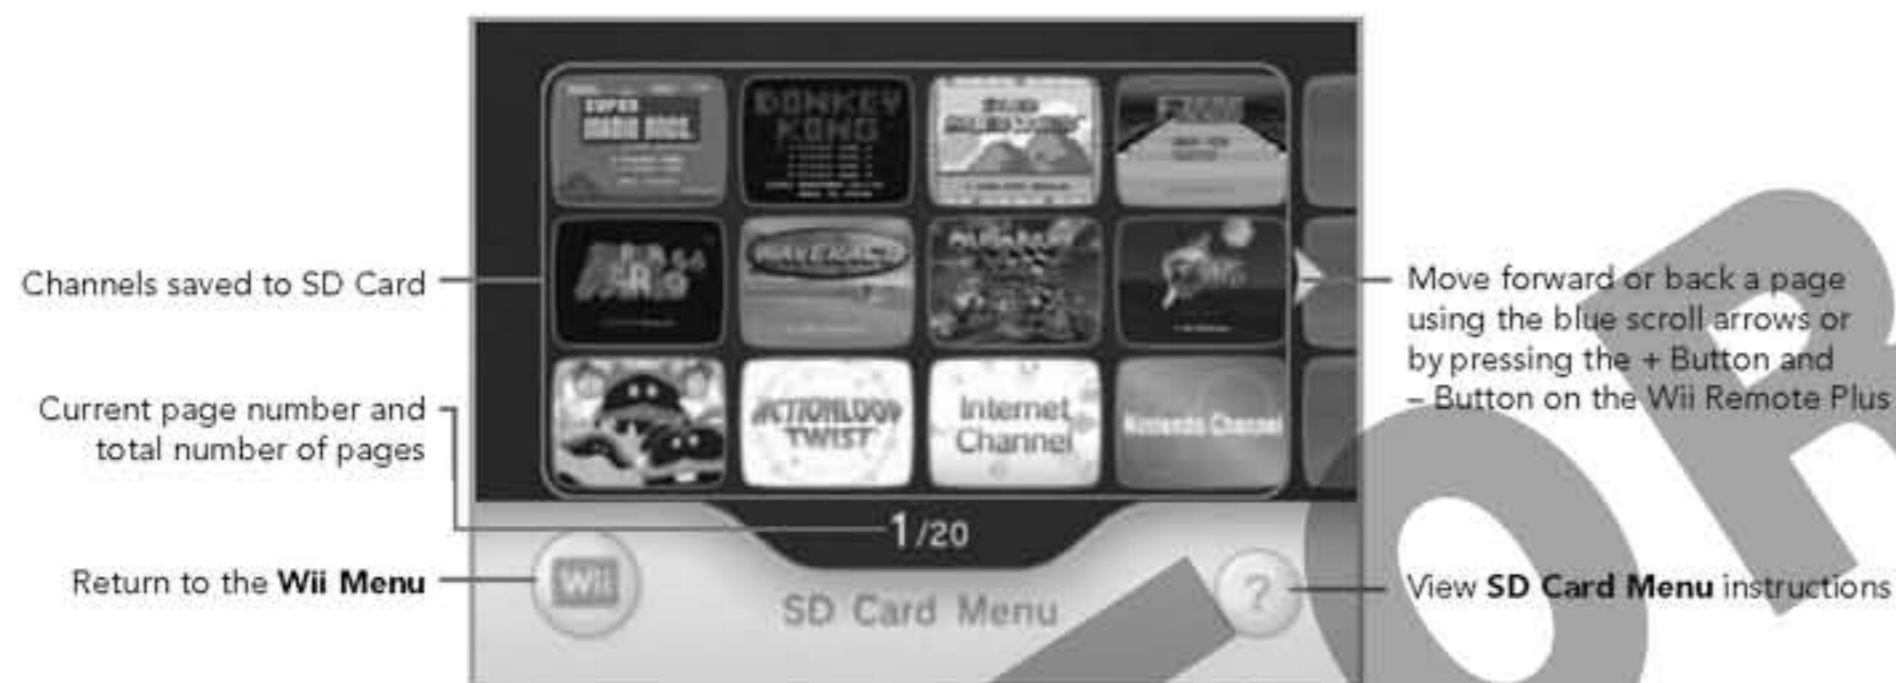 SUPER
MARIO BROS.
DONKEY
KONG
Channels saved to SD Card
Move forward or back a page
using the blue scroll arrows or
by pressing the + Button and
– Button on the Wii Remote Plus
Current page number and
total number of pages
TWIST
Internet
Channel
Nintendo Channel
1/20
Return to the Wii Menu
Wii
SD Card Menu
?
View SD Card Menu instructions
OR